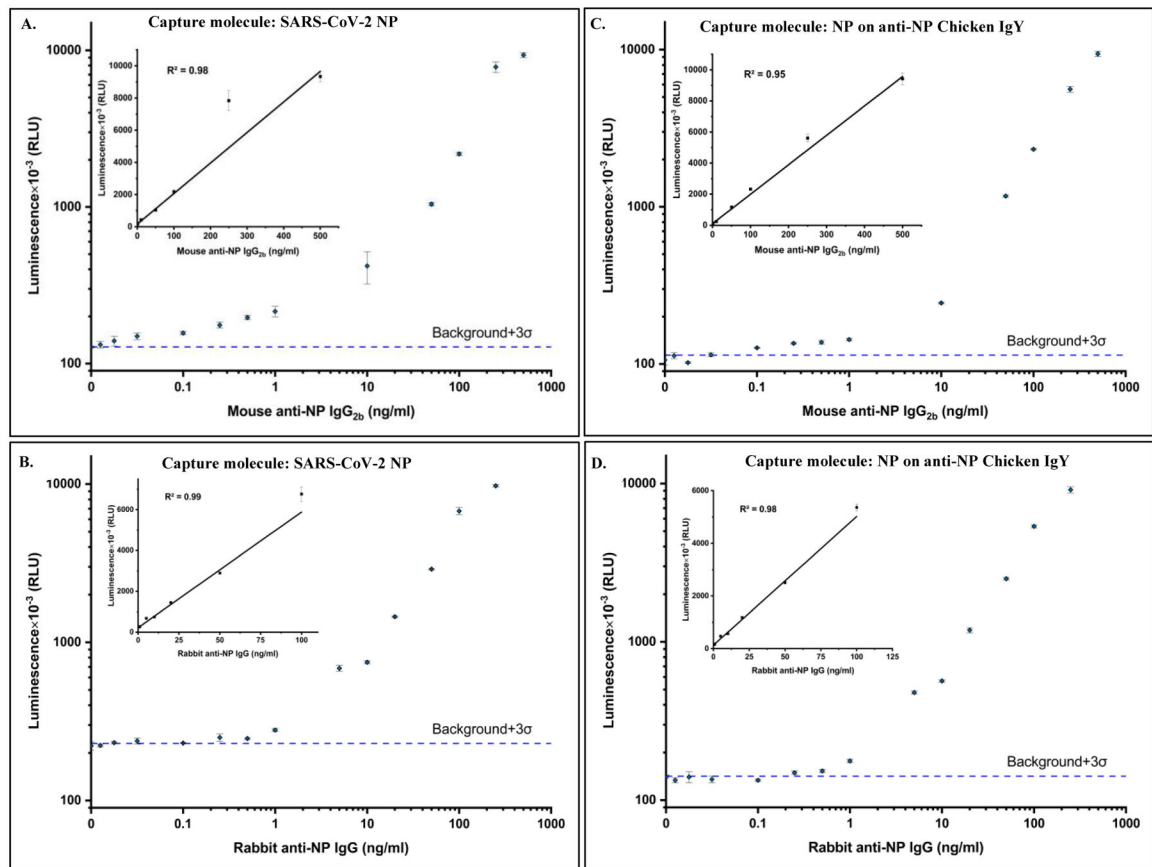 A.
Capture molecule: SARS-CoV-2 NP
10000
1000
100
Luminescence×10⁻³ (RLU)
R² = 0.98
10000
8000
6000
4000
2000
0
Luminescence×10⁻³ (RLU)
0 100 200 300 400 500
Mouse anti-NP IgG₂b (ng/ml)
Background+3σ
0 0.1 1 10 100 1000
Mouse anti-NP IgG₂b (ng/ml)
C.
Capture molecule: NP on anti-NP Chicken IgY
10000
1000
100
Luminescence×10⁻³ (RLU)
R² = 0.95
10000
8000
6000
4000
2000
0
Luminescence×10⁻³ (RLU)
0 100 200 300 400 500
Mouse anti-NP IgG₂b (ng/ml)
Background+3σ
0 0.1 1 10 100 1000
Mouse anti-NP IgG₂b (ng/ml)
B.
Capture molecule: SARS-CoV-2 NP
10000
1000
100
Luminescence×10⁻³ (RLU)
R² = 0.99
6000
4000
2000
0
Luminescence×10⁻³ (RLU)
0 25 50 75 100
Rabbit anti-NP IgG (ng/ml)
Background+3σ
0 0.1 1 10 100 1000
Rabbit anti-NP IgG (ng/ml)
D.
Capture molecule: NP on anti-NP Chicken IgY
10000
1000
100
Luminescence×10⁻³ (RLU)
R² = 0.98
6000
4000
2000
0
Luminescence×10⁻³ (RLU)
0 25 50 75 100 125
Rabbit anti-NP IgG (ng/ml)
Background+3σ
0 0.1 1 10 100 1000
Rabbit anti-NP IgG (ng/ml)